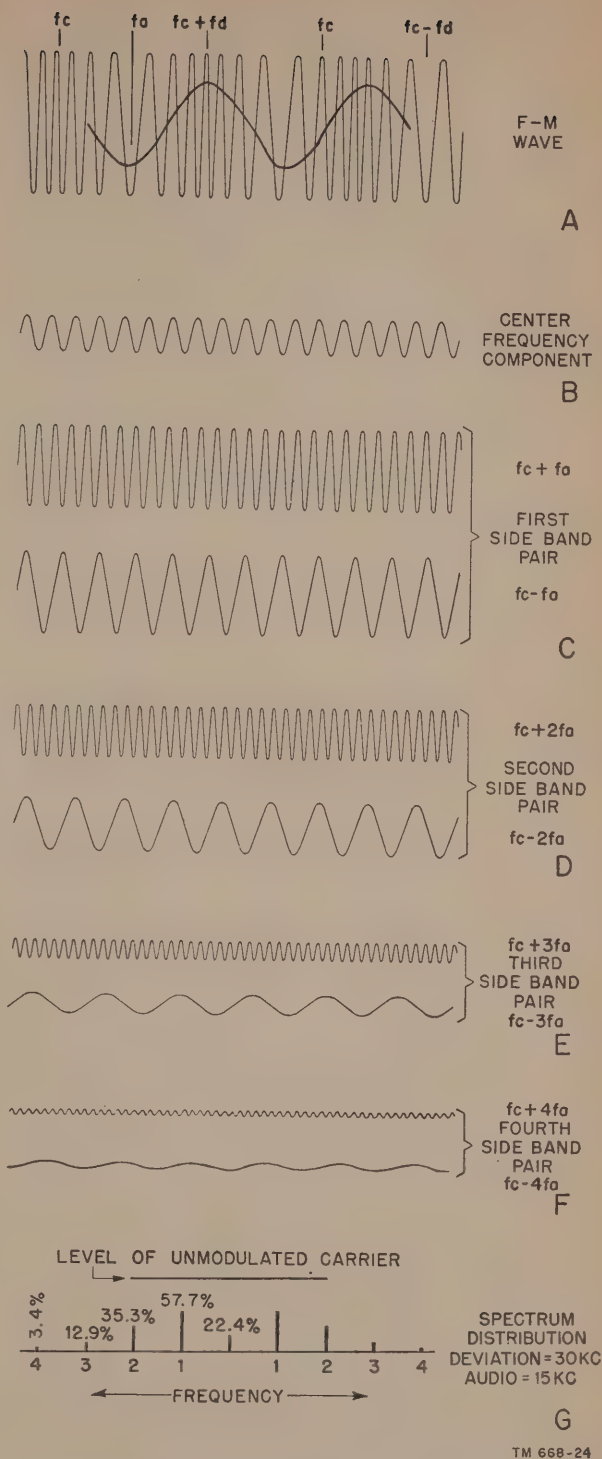 fc fa fc+fd fc fc-fd
F-M
WAVE
A
CENTER
FREQUENCY
COMPONENT
B
fc + fa
FIRST
SIDE BAND
PAIR
fc-fa
C
fc+2fa
SECOND
SIDE BAND
PAIR
fc-2fa
D
fc+3fa
THIRD
SIDE BAND
PAIR
fc-3fa
E
fc+4fa
FOURTH
SIDE BAND
PAIR
fc-4fa
F
LEVEL OF UNMODULATED CARRIER
3.4% 12.9% 35.3% 57.7% 22.4%
4 3 2 1 1 2 3 4
FREQUENCY
SPECTRUM
DISTRIBUTION
DEVIATION=30KC
AUDIO=15KC
G
TM 668-24